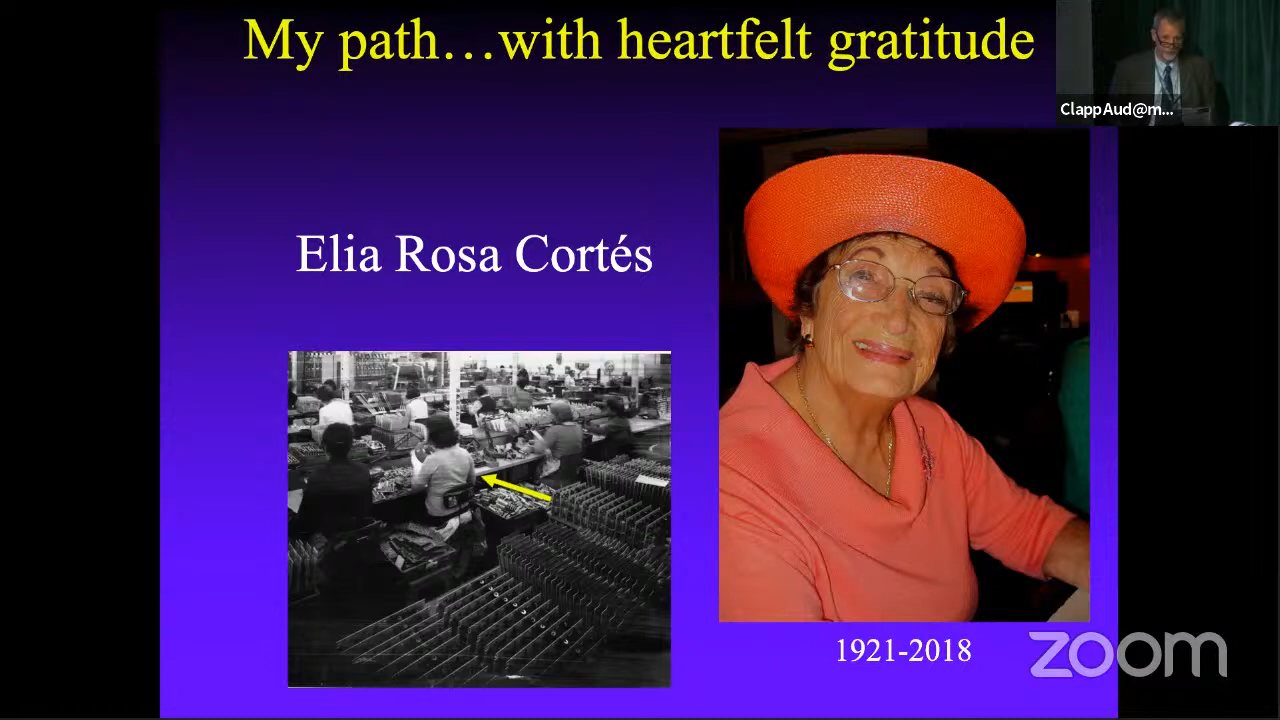 My path…with heartfelt gratitude
ClappAud@m...
Elia Rosa Cortés
1921-2018
zoom